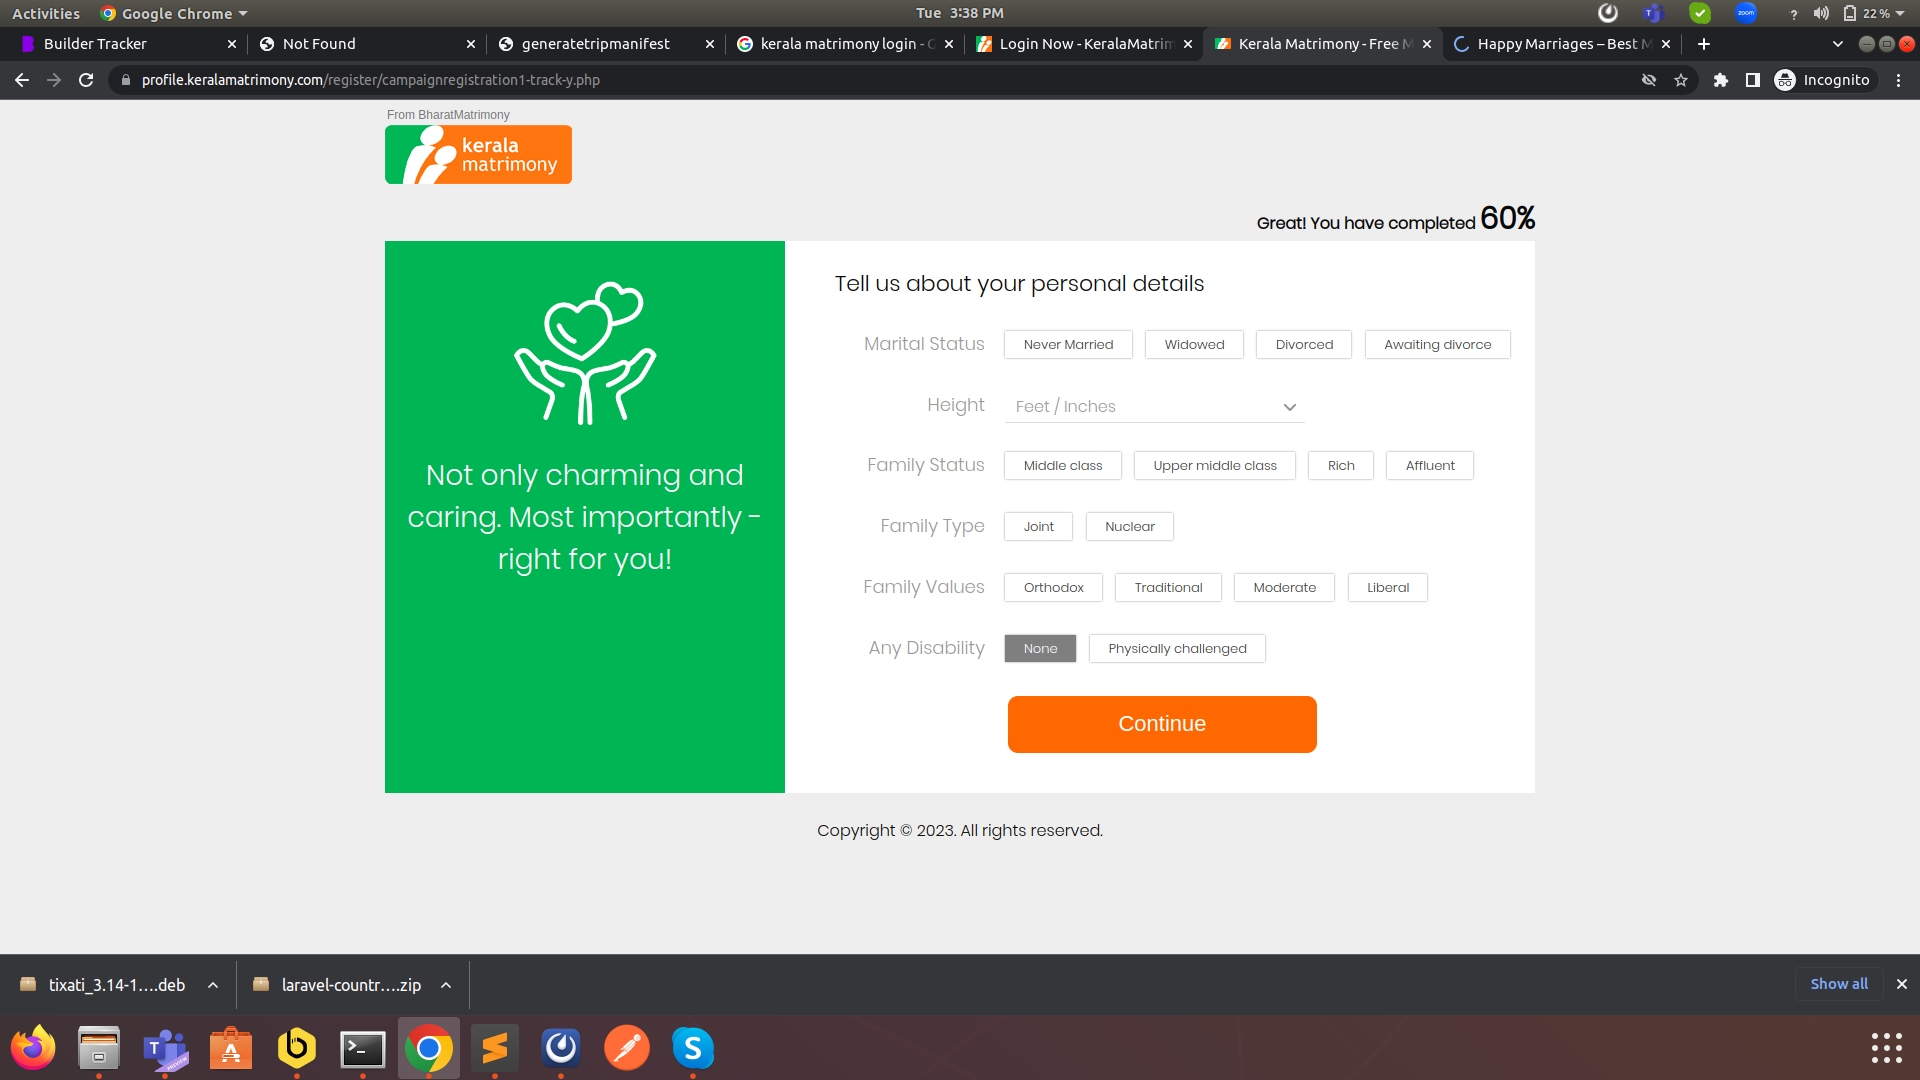 Activities Google Chrome Tue 3:38 PM zoom ? 22 %
Builder Tracker Not Found generatetripmanifest kerala matrimony login - G Login Now - KeralaMatrim Kerala Matrimony - Free M Happy Marriages – Best M
profile.keralamatrimony.com/register/campaignregistration1-track-y.php Incognito
From BharatMatrimony
kerala
matrimony
Great! You have completed 60%
Tell us about your personal details
Marital Status Never Married Widowed Divorced Awaiting divorce
Height Feet / Inches
Family Status Middle class Upper middle class Rich Affluent
Family Type Joint Nuclear
Family Values Orthodox Traditional Moderate Liberal
Any Disability None Physically challenged
Continue
Not only charming and
caring. Most importantly -
right for you!
Copyright © 2023. All rights reserved.
tixati_3.14-1....deb laravel-countr....zip Show all